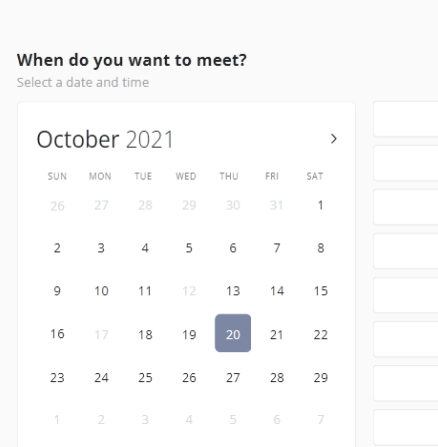 When do you want to meet?
Select a date and time
October 2021
SUN MON TUE WED THU FRI SAT
26 27 28 29 30 31 1
2 3 4 5 6 7 8
9 10 11 12 13 14 15
16 17 18 19 20 21 22
23 24 25 26 27 28 29
1 2 3 4 5 6 7